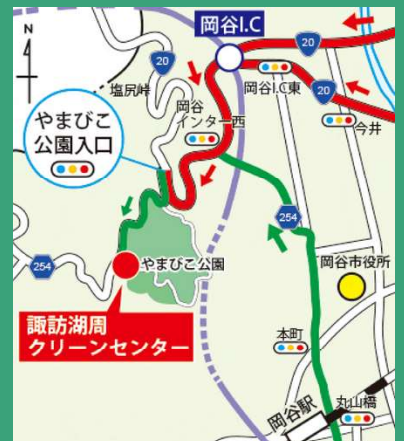 N
岡谷I.C
20
20
塩尻峠
岡谷I.C東
20
岡谷
インター西
今井
やまびこ
公園入口
254
254
やまびこ公園
岡谷市役所
諏訪湖周
クリーンセンター
本町
丸山橋
岡谷駅